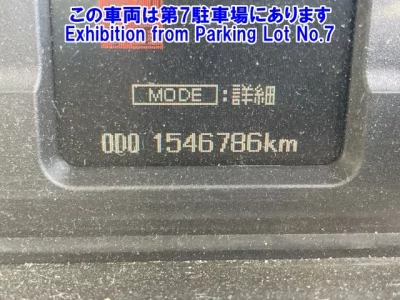 この車両は第7駐車場にあります
Exhibition from Parking Lot No.7
MODE:詳細
ODO 1546786km